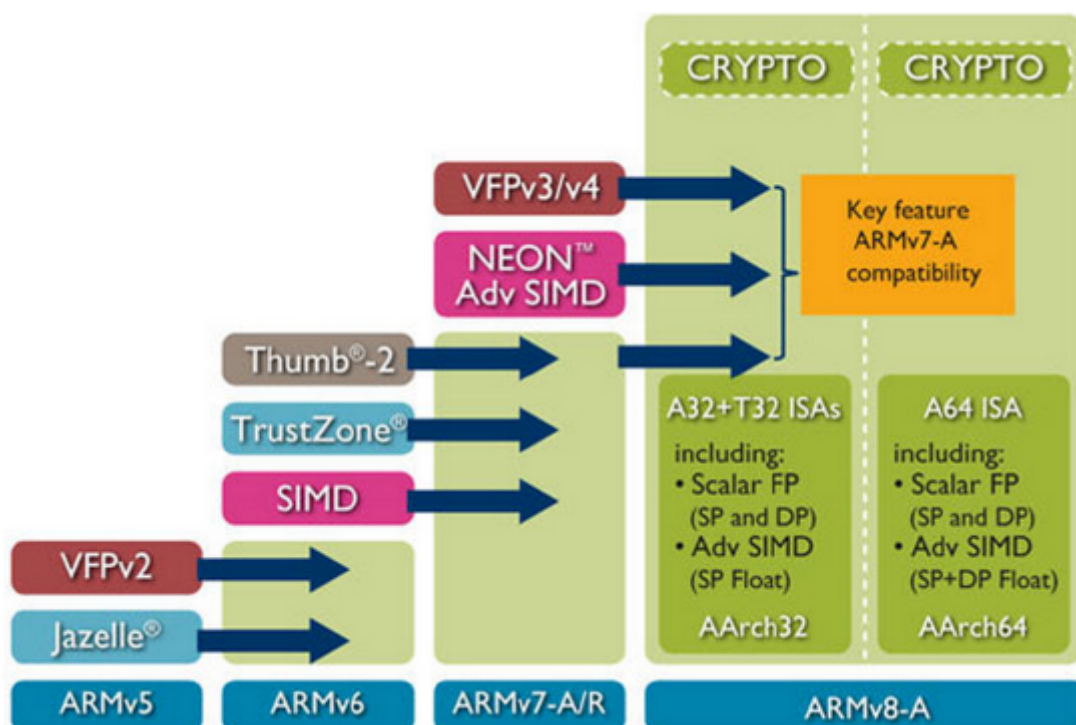 CRYPTO
CRYPTO
VFPv3/v4
Key feature
ARMv7-A
compatibility
NEON™
Adv SIMD
Thumb®-2
TrustZone®
SIMD
A32+T32 ISAs
including:
• Scalar FP
(SP and DP)
• Adv SIMD
(SP Float)
AArch32
A64 ISA
including:
• Scalar FP
(SP and DP)
• Adv SIMD
(SP+DP Float)
AArch64
VFPv2
Jazelle®
ARMv5
ARMv6
ARMv7-A/R
ARMv8-A